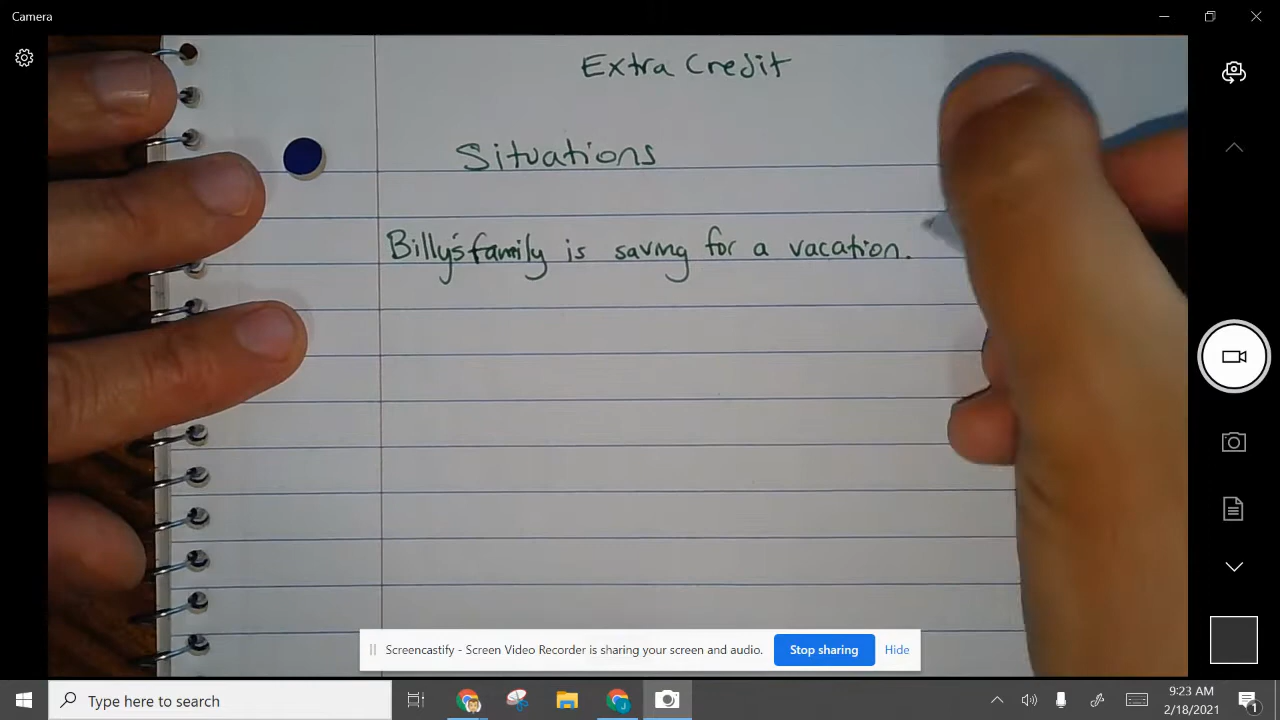 Camera
Extra Credit
Situations
Billy's family is saving for a vacation.
Screencastify - Screen Video Recorder is sharing your screen and audio.
Stop sharing
Hide
Type here to search
9:23 AM
2/18/2021
1